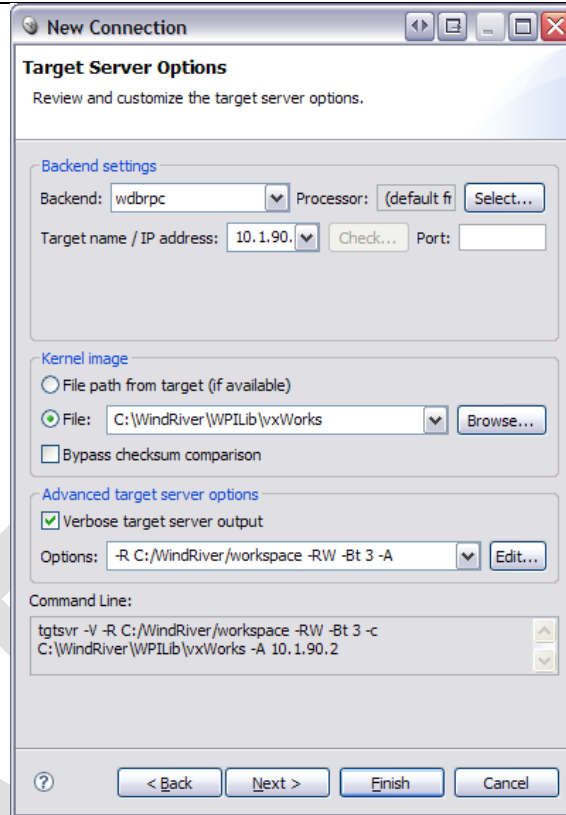 New Connection
Target Server Options
Review and customize the target server options.
Backend settings
Backend: wdbrpc Processor: (default fr Select...
Target name / IP address: 10.1.90. Check... Port:
Kernel image
File path from target (if available)
File: C:\WindRiver\WPILib\vxWorks Browse...
Bypass checksum comparison
Advanced target server options
Verbose target server output
Options: -R C:/WindRiver/workspace -RW -Bt 3 -A Edit...
Command Line:
tgtsvr -V -R C:/WindRiver/workspace -RW -Bt 3 -c
C:\WindRiver\WPILib\vxWorks -A 10.1.90.2
? < Back Next > Finish Cancel